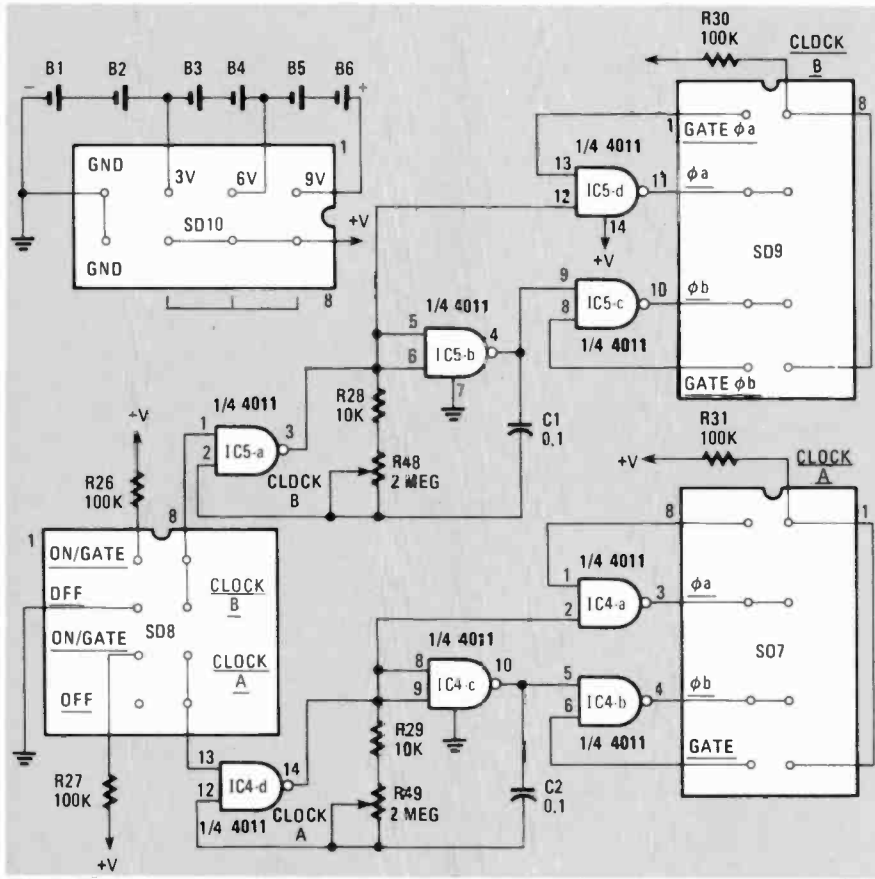 B1 B2 B3 B4 B5 B6
- +
1
GND 3V 6V 9V
SD10
+V
GND
8
R30
100K
CLOCK
B
8
1
GATE φa
1/4 4011
13
12
IC5-d
11
φa
14
+V
SD9
9
8
IC5-c
10
φb
1/4 4011
GATE φb
1/4 4011
5
6
IC5-b
4
7
R28
10K
C1
0.1
1/4 4011
1
2
IC5-a
3
CLOCK
B
R48
2 MEG
+V
R26
100K
1
8
ON/GATE
OFF
CLOCK
B
SD8
ON/GATE
CLOCK
A
OFF
R27
100K
+V
13
12
IC4-d
14
1/4 4011
CLOCK
A
1/4 4011
8
9
IC4-c
10
R29
10K
R49
2 MEG
C2
0.1
R31
100K
+V
CLOCK
A
8
1
1/4 4011
1
2
IC4-a
3
φa
SO7
5
6
IC4-b
4
φb
1/4 4011
GATE